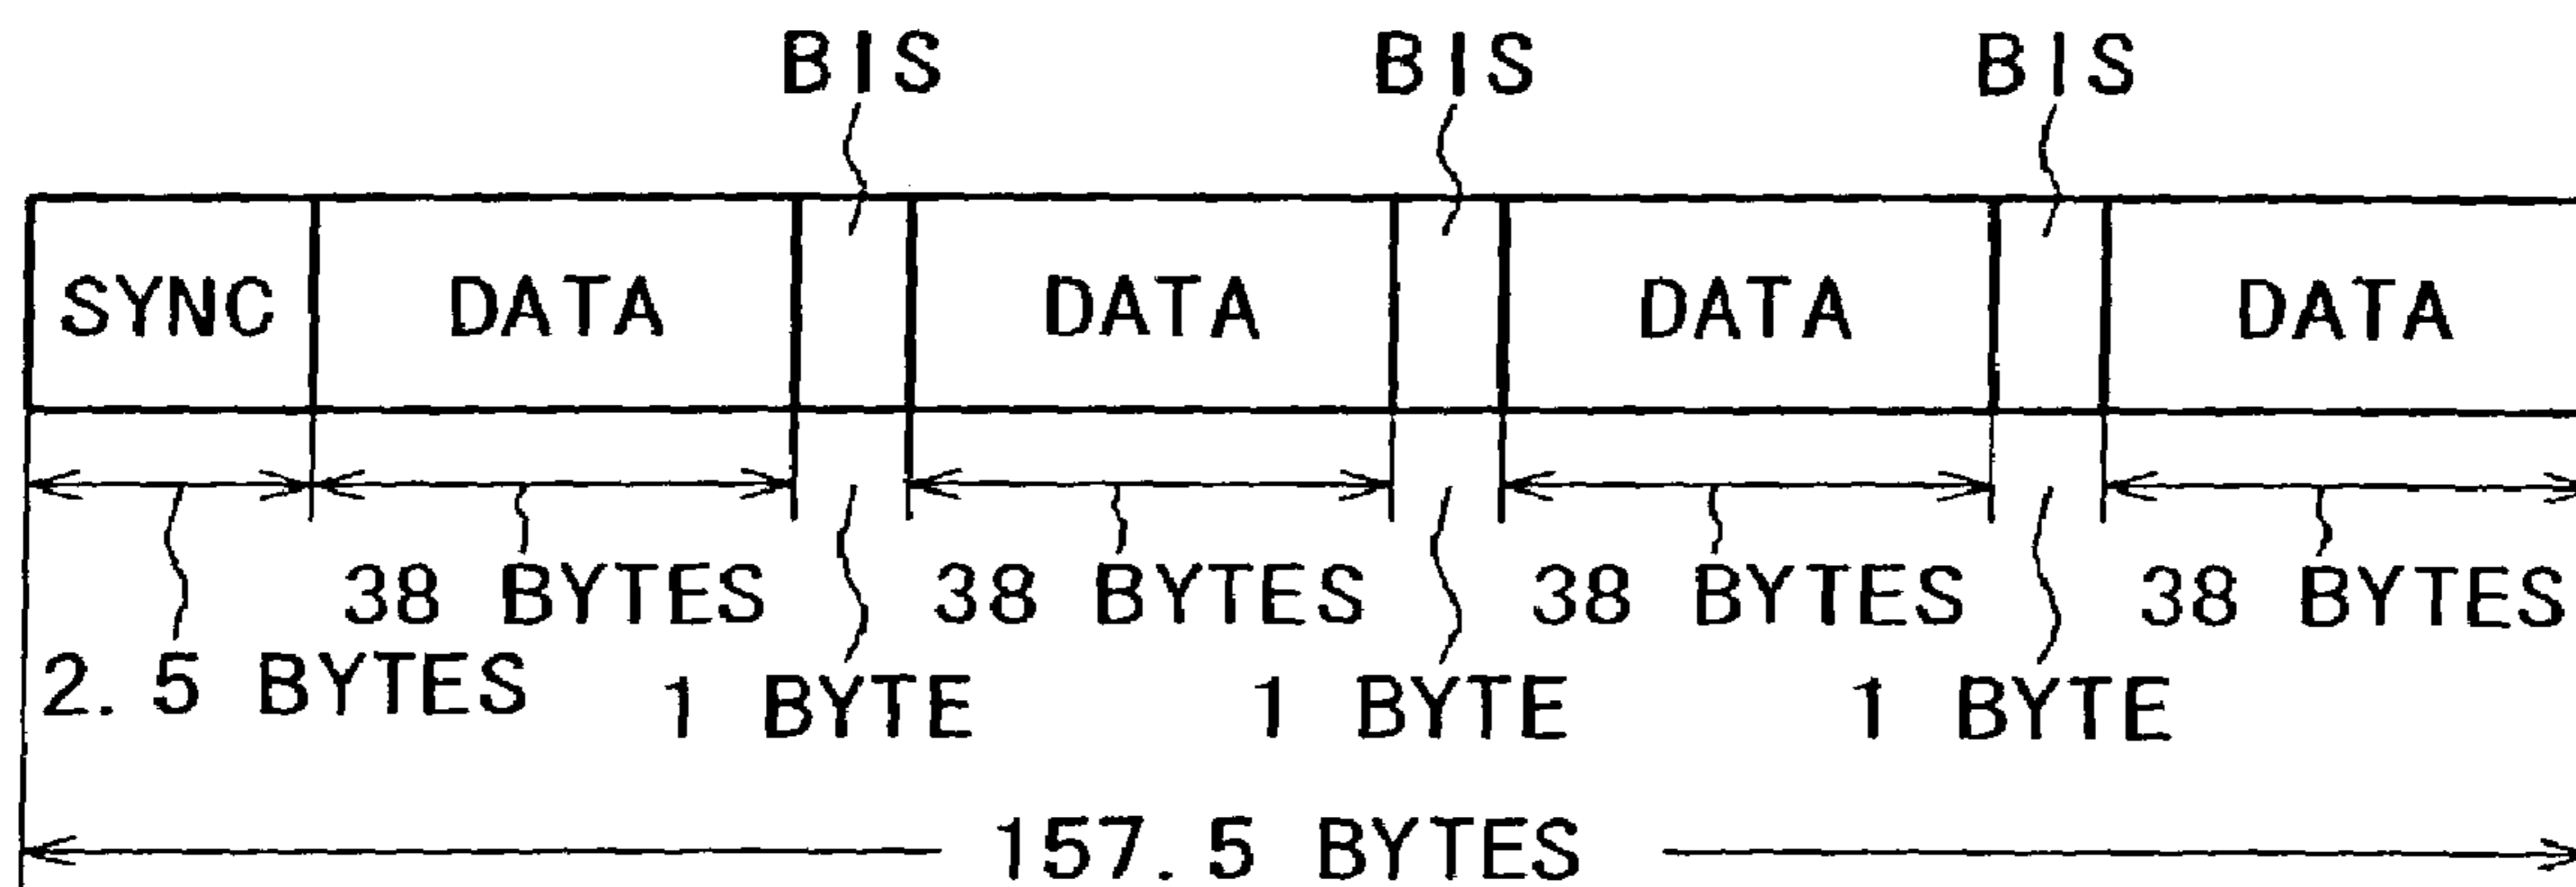 BIS BIS BIS
SYNC DATA DATA DATA DATA
38 BYTES 38 BYTES 38 BYTES 38 BYTES
2.5 BYTES 1 BYTE 1 BYTE 1 BYTE
157.5 BYTES